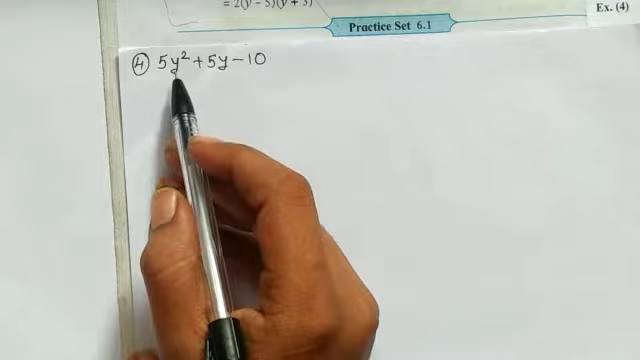 = 2(y − 5)(y + 3)
Ex. (4)
Practice Set 6.1
④ 5y² + 5y − 10